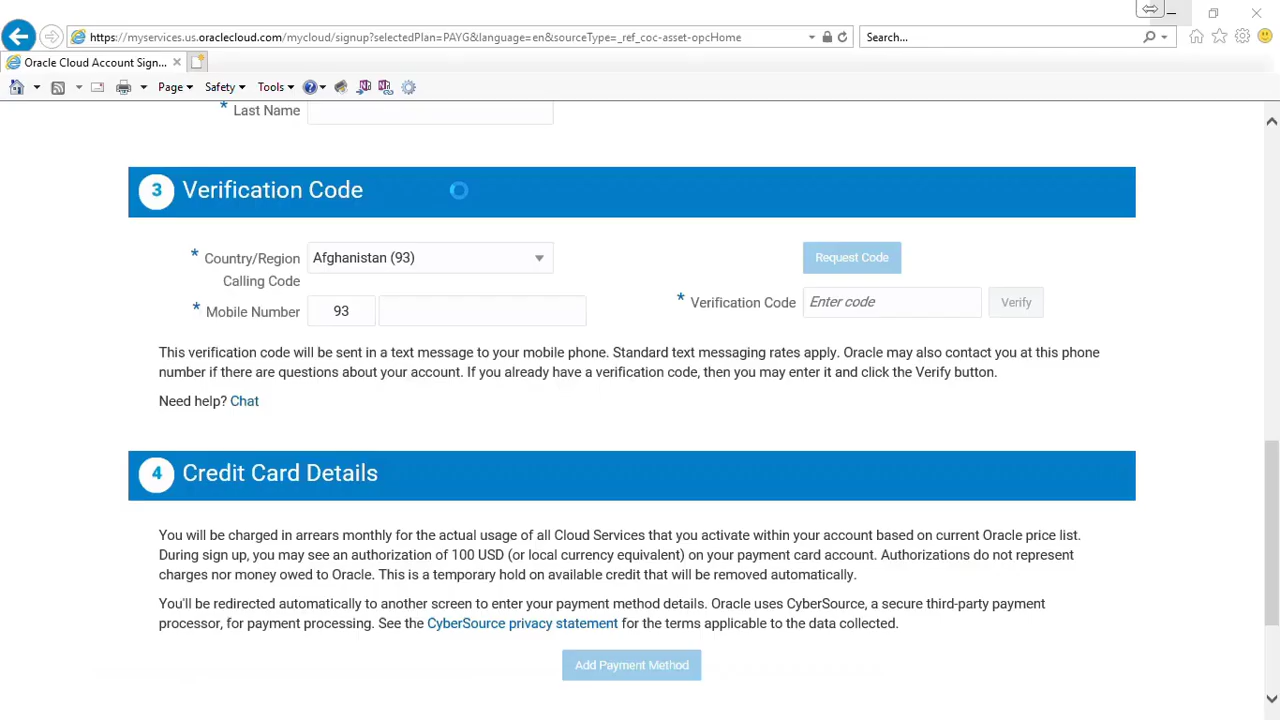 https://myservices.us.oraclecloud.com/mycloud/signup?selectedPlan=PAYG&language=en&sourceType=_ref_coc-asset-opcHome
Search...
Oracle Cloud Account Sign...
Page
Safety
Tools
* Last Name
3 Verification Code
* Country/Region Calling Code
Afghanistan (93)
Request Code
* Mobile Number
93
* Verification Code
Enter code
Verify
This verification code will be sent in a text message to your mobile phone. Standard text messaging rates apply. Oracle may also contact you at this phone
number if there are questions about your account. If you already have a verification code, then you may enter it and click the Verify button.
Need help? Chat
4 Credit Card Details
You will be charged in arrears monthly for the actual usage of all Cloud Services that you activate within your account based on current Oracle price list.
During sign up, you may see an authorization of 100 USD (or local currency equivalent) on your payment card account. Authorizations do not represent
charges nor money owed to Oracle. This is a temporary hold on available credit that will be removed automatically.
You'll be redirected automatically to another screen to enter your payment method details. Oracle uses CyberSource, a secure third-party payment
processor, for payment processing. See the CyberSource privacy statement for the terms applicable to the data collected.
Add Payment Method